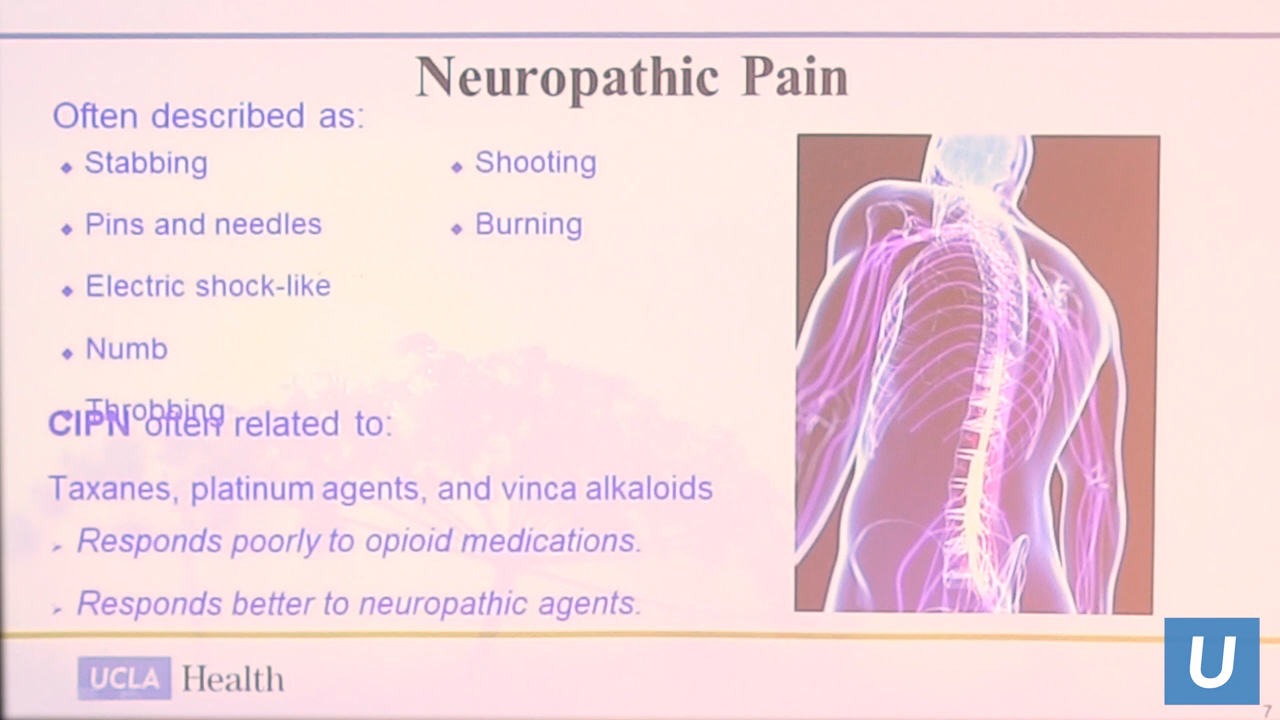 Neuropathic Pain
Often described as:
Stabbing
Pins and needles
Electric shock-like
Numb
Throbbing
Shooting
Burning
CIPN often related to:
Taxanes, platinum agents, and vinca alkaloids
Responds poorly to opioid medications.
Responds better to neuropathic agents.
UCLA Health
U
7